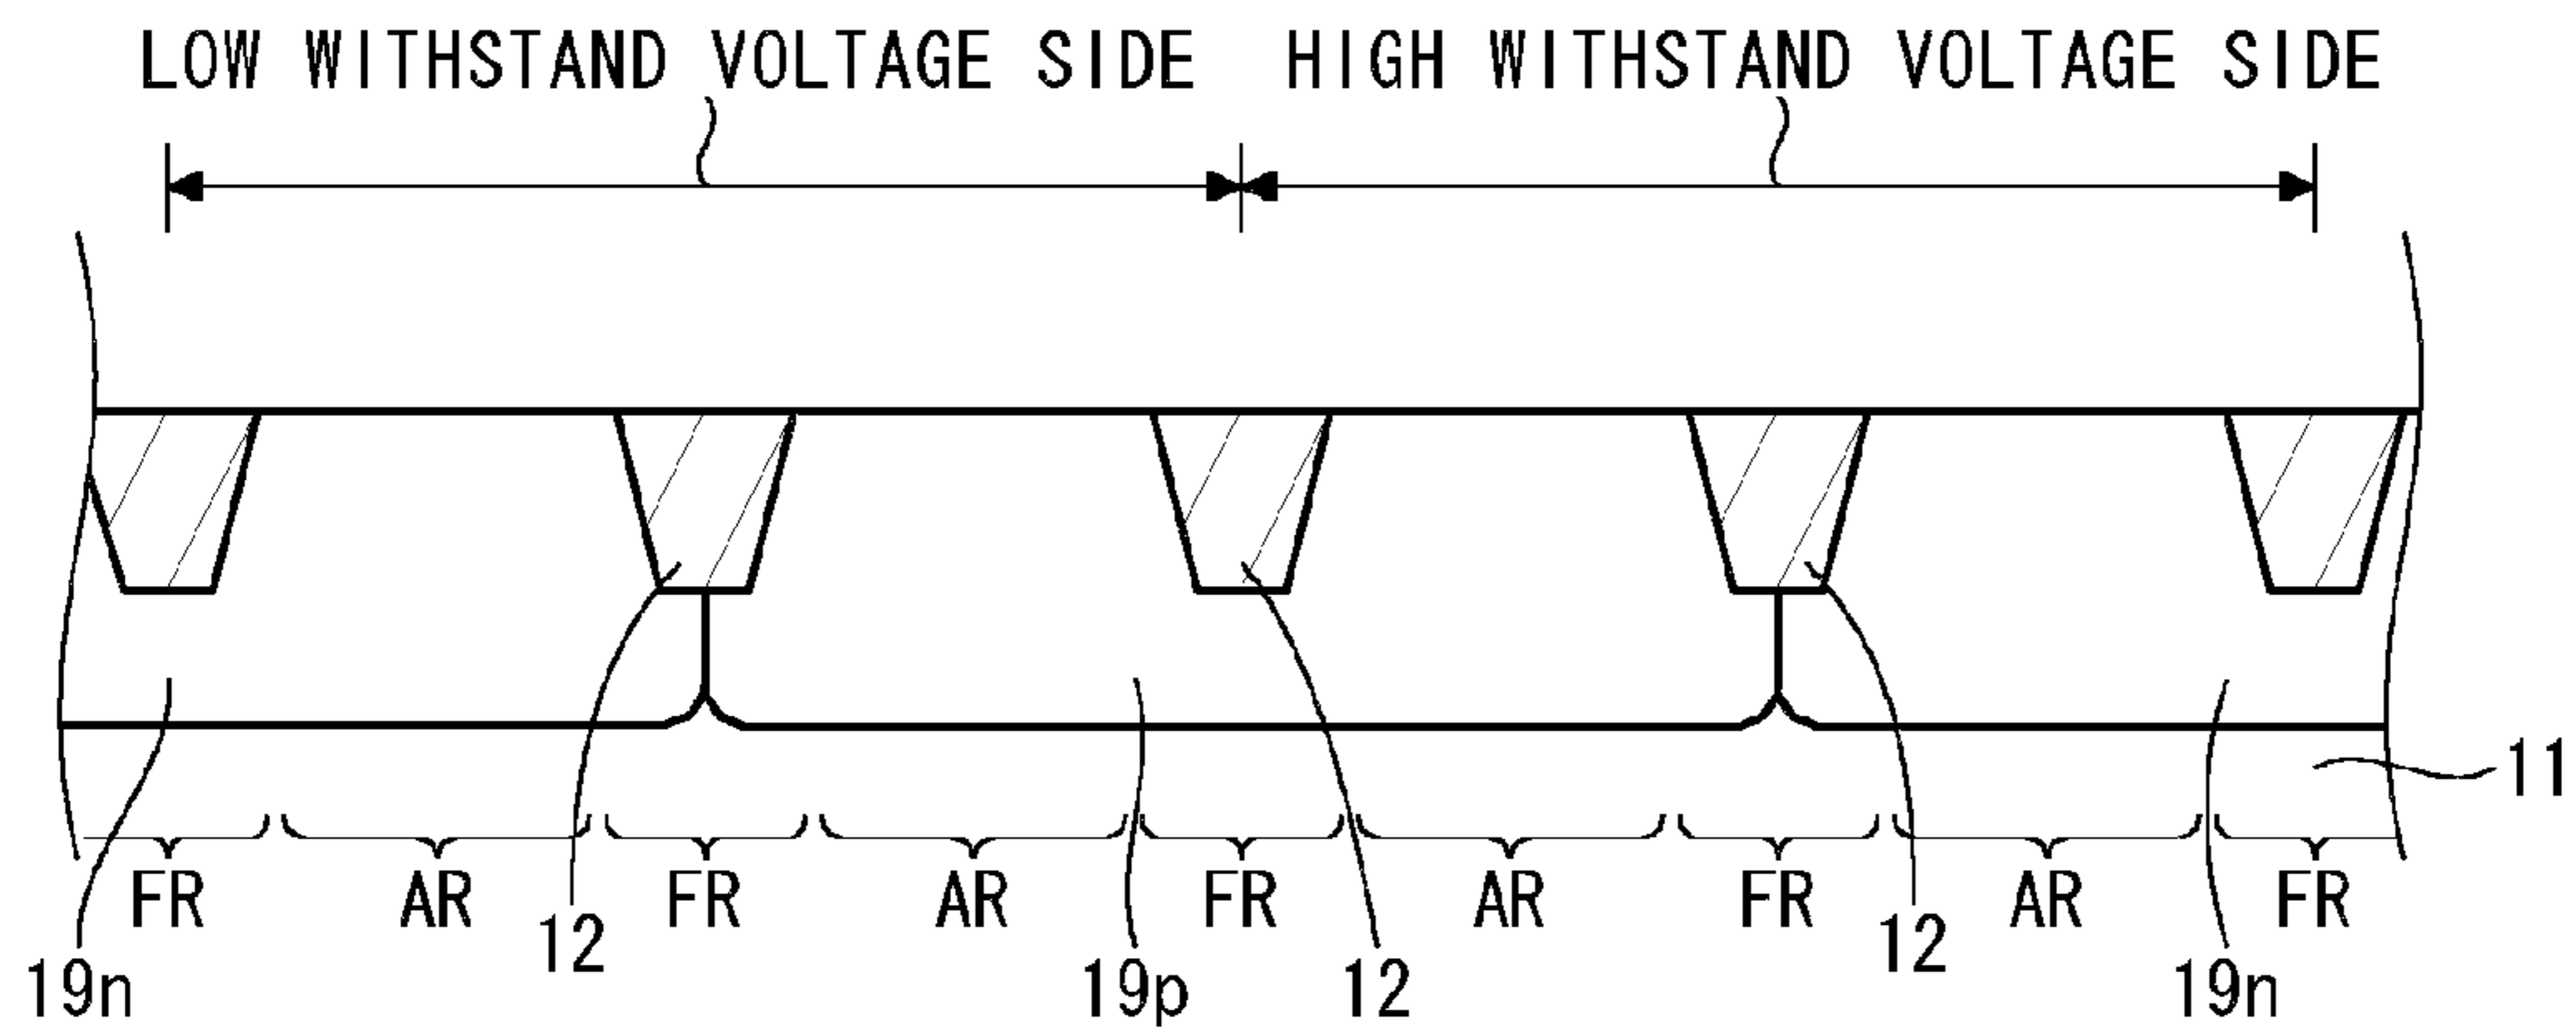 LOW WITHSTAND VOLTAGE SIDE HIGH WITHSTAND VOLTAGE SIDE
11
FR AR FR AR FR AR FR AR FR
12 12
19n 19p 12 19n